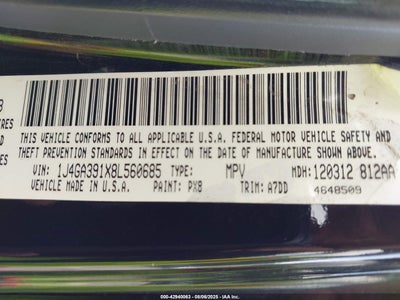 B
RES
THIS VEHICLE CONFORMS TO ALL APPLICABLE U.S.A. FEDERAL MOTOR VEHICLE SAFETY AND
THEFT PREVENTION STANDARDS IN EFFECT ON THE DATE OF MANUFACTURE SHOWN ABOVE.
VIN: 1J4GA391X8L560685 TYPE: MPV MDH: 120312 812AA
VEHICLE MADE IN U.S.A. PAINT: PX8 TRIM: A7DD 4648509
000-42940083 - 08/06/2025 - IAA Inc.